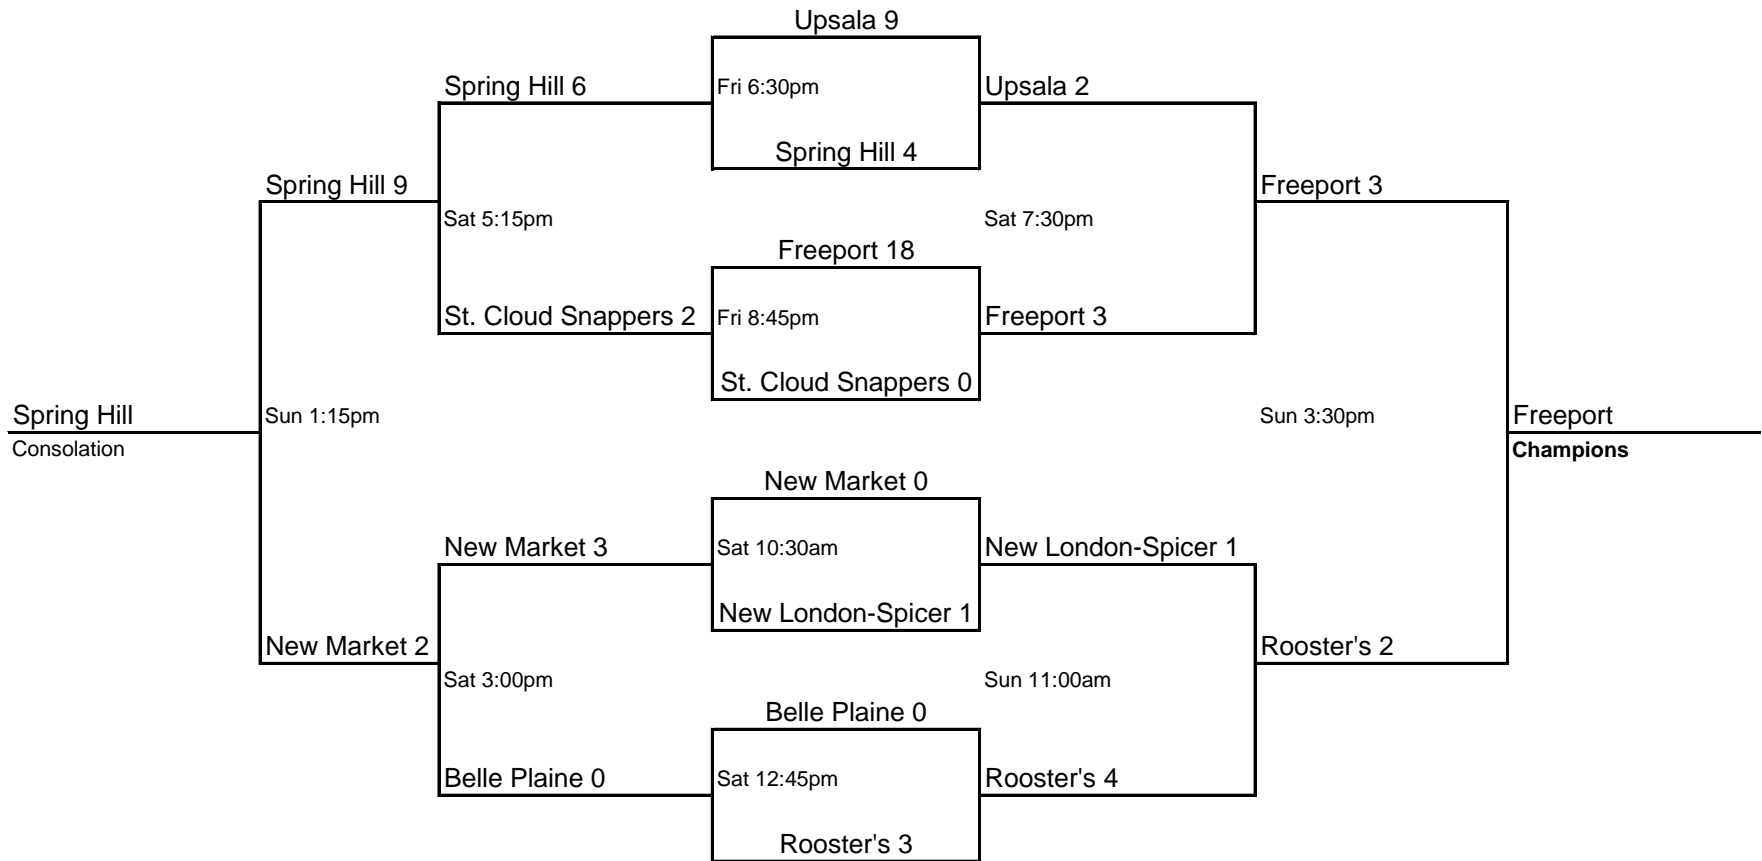 Upsala 9
Spring Hill 6
Fri 6:30pm
Upsala 2
Spring Hill 4
Spring Hill 9
Freeport 3
Sat 5:15pm
Sat 7:30pm
Freeport 18
St. Cloud Snappers 2
Fri 8:45pm
Freeport 3
St. Cloud Snappers 0
Spring Hill
Sun 1:15pm
Sun 3:30pm
Freeport
Consolation
Champions
New Market 0
New Market 3
Sat 10:30am
New London-Spicer 1
New London-Spicer 1
New Market 2
Rooster's 2
Sat 3:00pm
Sun 11:00am
Belle Plaine 0
Belle Plaine 0
Sat 12:45pm
Rooster's 4
Rooster's 3